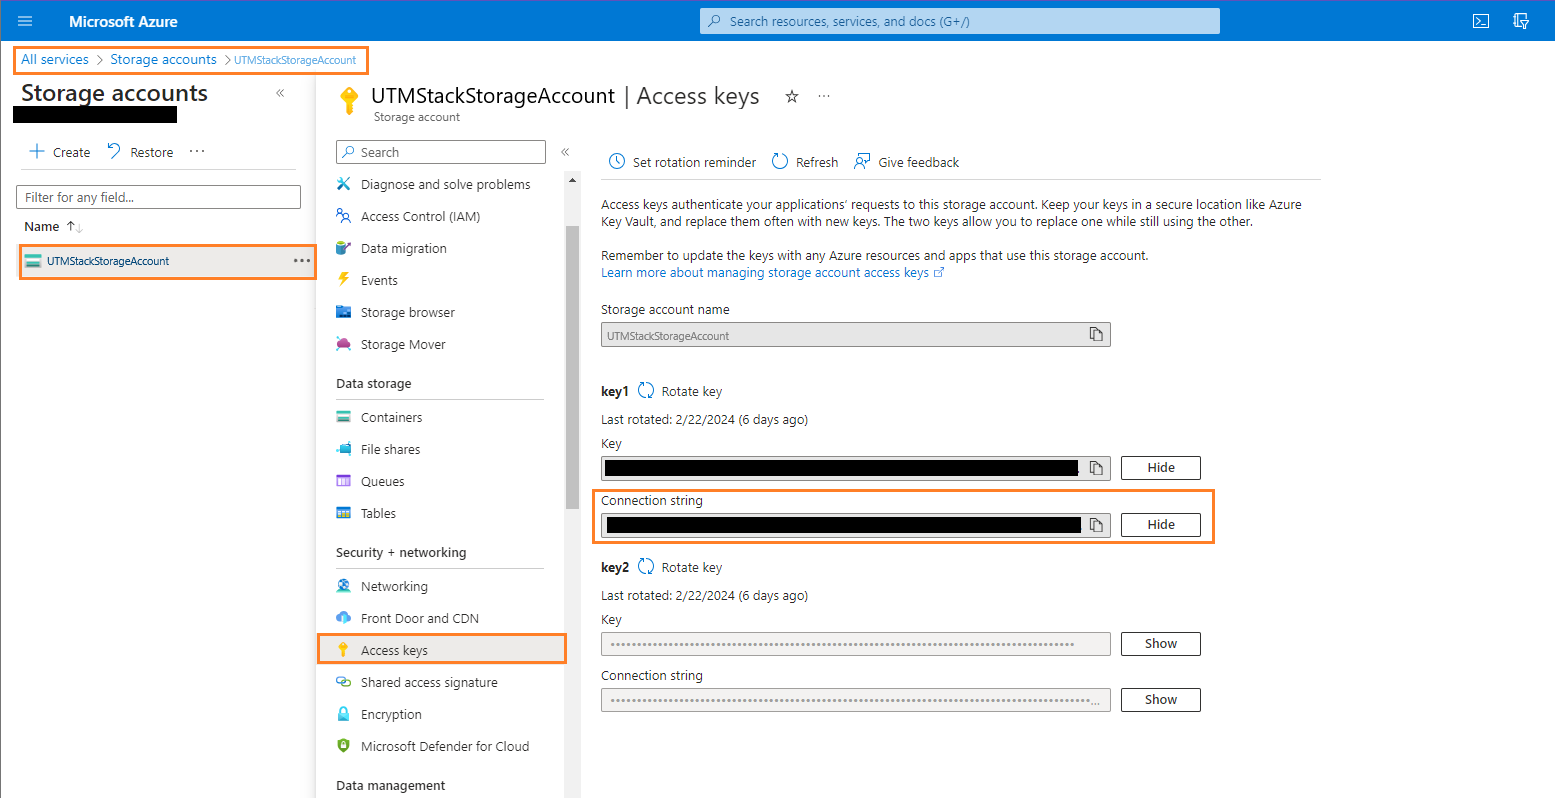 Microsoft Azure
Search resources, services, and docs (G+/)
All services > Storage accounts > UTMStackStorageAccount
Storage accounts
Create
Restore
Filter for any field...
Name
UTMStackStorageAccount
UTMStackStorageAccount | Access keys
Storage account
Search
Diagnose and solve problems
Access Control (IAM)
Data migration
Events
Storage browser
Storage Mover
Data storage
Containers
File shares
Queues
Tables
Security + networking
Networking
Front Door and CDN
Access keys
Shared access signature
Encryption
Microsoft Defender for Cloud
Data management
Set rotation reminder
Refresh
Give feedback
Access keys authenticate your applications' requests to this storage account. Keep your keys in a secure location like Azure
Key Vault, and replace them often with new keys. The two keys allow you to replace one while still using the other.
Remember to update the keys with any Azure resources and apps that use this storage account.
Learn more about managing storage account access keys
Storage account name
UTMStackStorageAccount
key1
Rotate key
Last rotated: 2/22/2024 (6 days ago)
Key
Hide
Connection string
Hide
key2
Rotate key
Last rotated: 2/22/2024 (6 days ago)
Key
Show
Connection string
Show